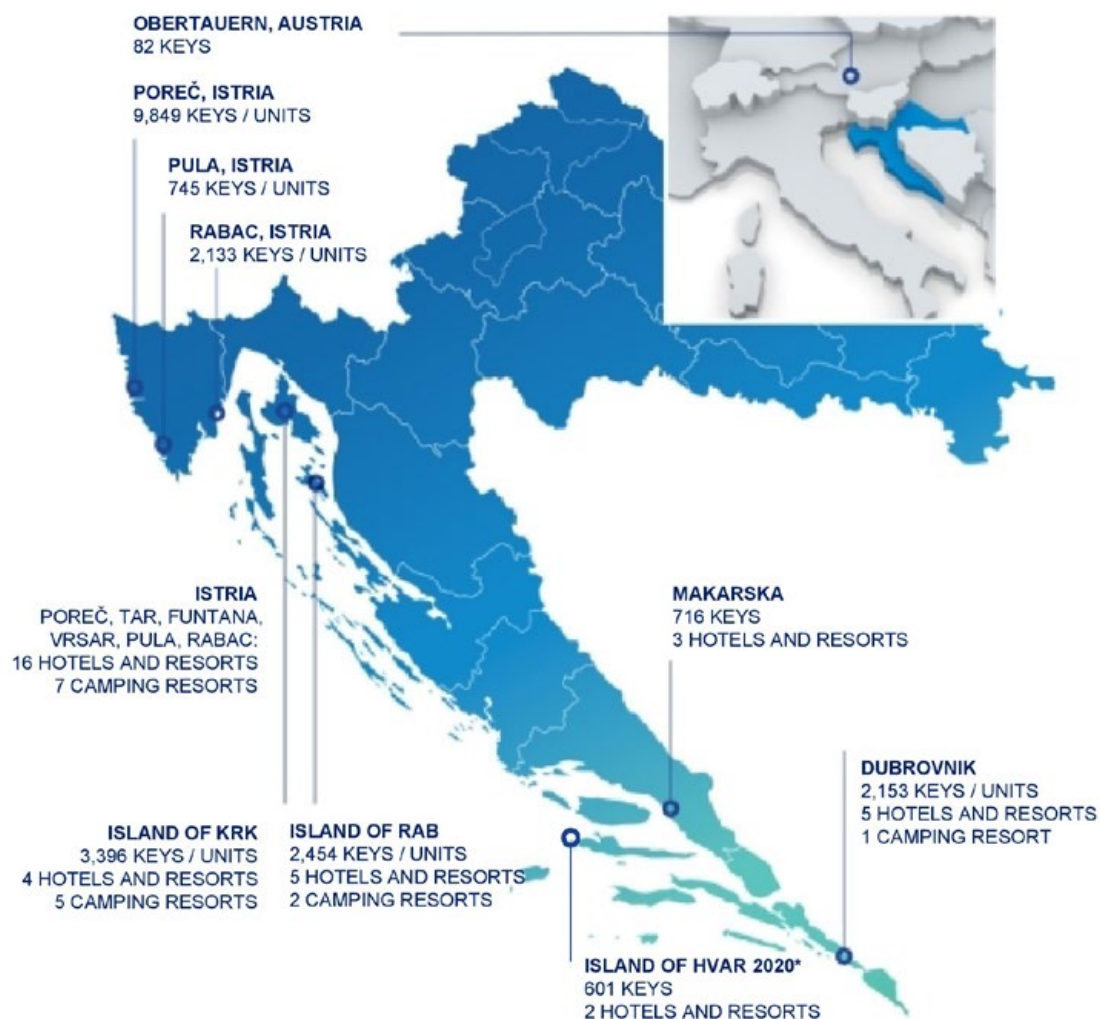 OBERTAUERN, AUSTRIA
82 KEYS
POREČ, ISTRIA
9,849 KEYS / UNITS
PULA, ISTRIA
745 KEYS / UNITS
RABAC, ISTRIA
2,133 KEYS / UNITS
ISTRIA
POREČ, TAR, FUNTANA,
VRSAR, PULA, RABAC:
16 HOTELS AND RESORTS
7 CAMPING RESORTS
MAKARSKA
716 KEYS
3 HOTELS AND RESORTS
DUBROVNIK
2,153 KEYS / UNITS
5 HOTELS AND RESORTS
1 CAMPING RESORT
ISLAND OF KRK
3,396 KEYS / UNITS
4 HOTELS AND RESORTS
5 CAMPING RESORTS
ISLAND OF RAB
2,454 KEYS / UNITS
5 HOTELS AND RESORTS
2 CAMPING RESORTS
ISLAND OF HVAR 2020*
601 KEYS
2 HOTELS AND RESORTS